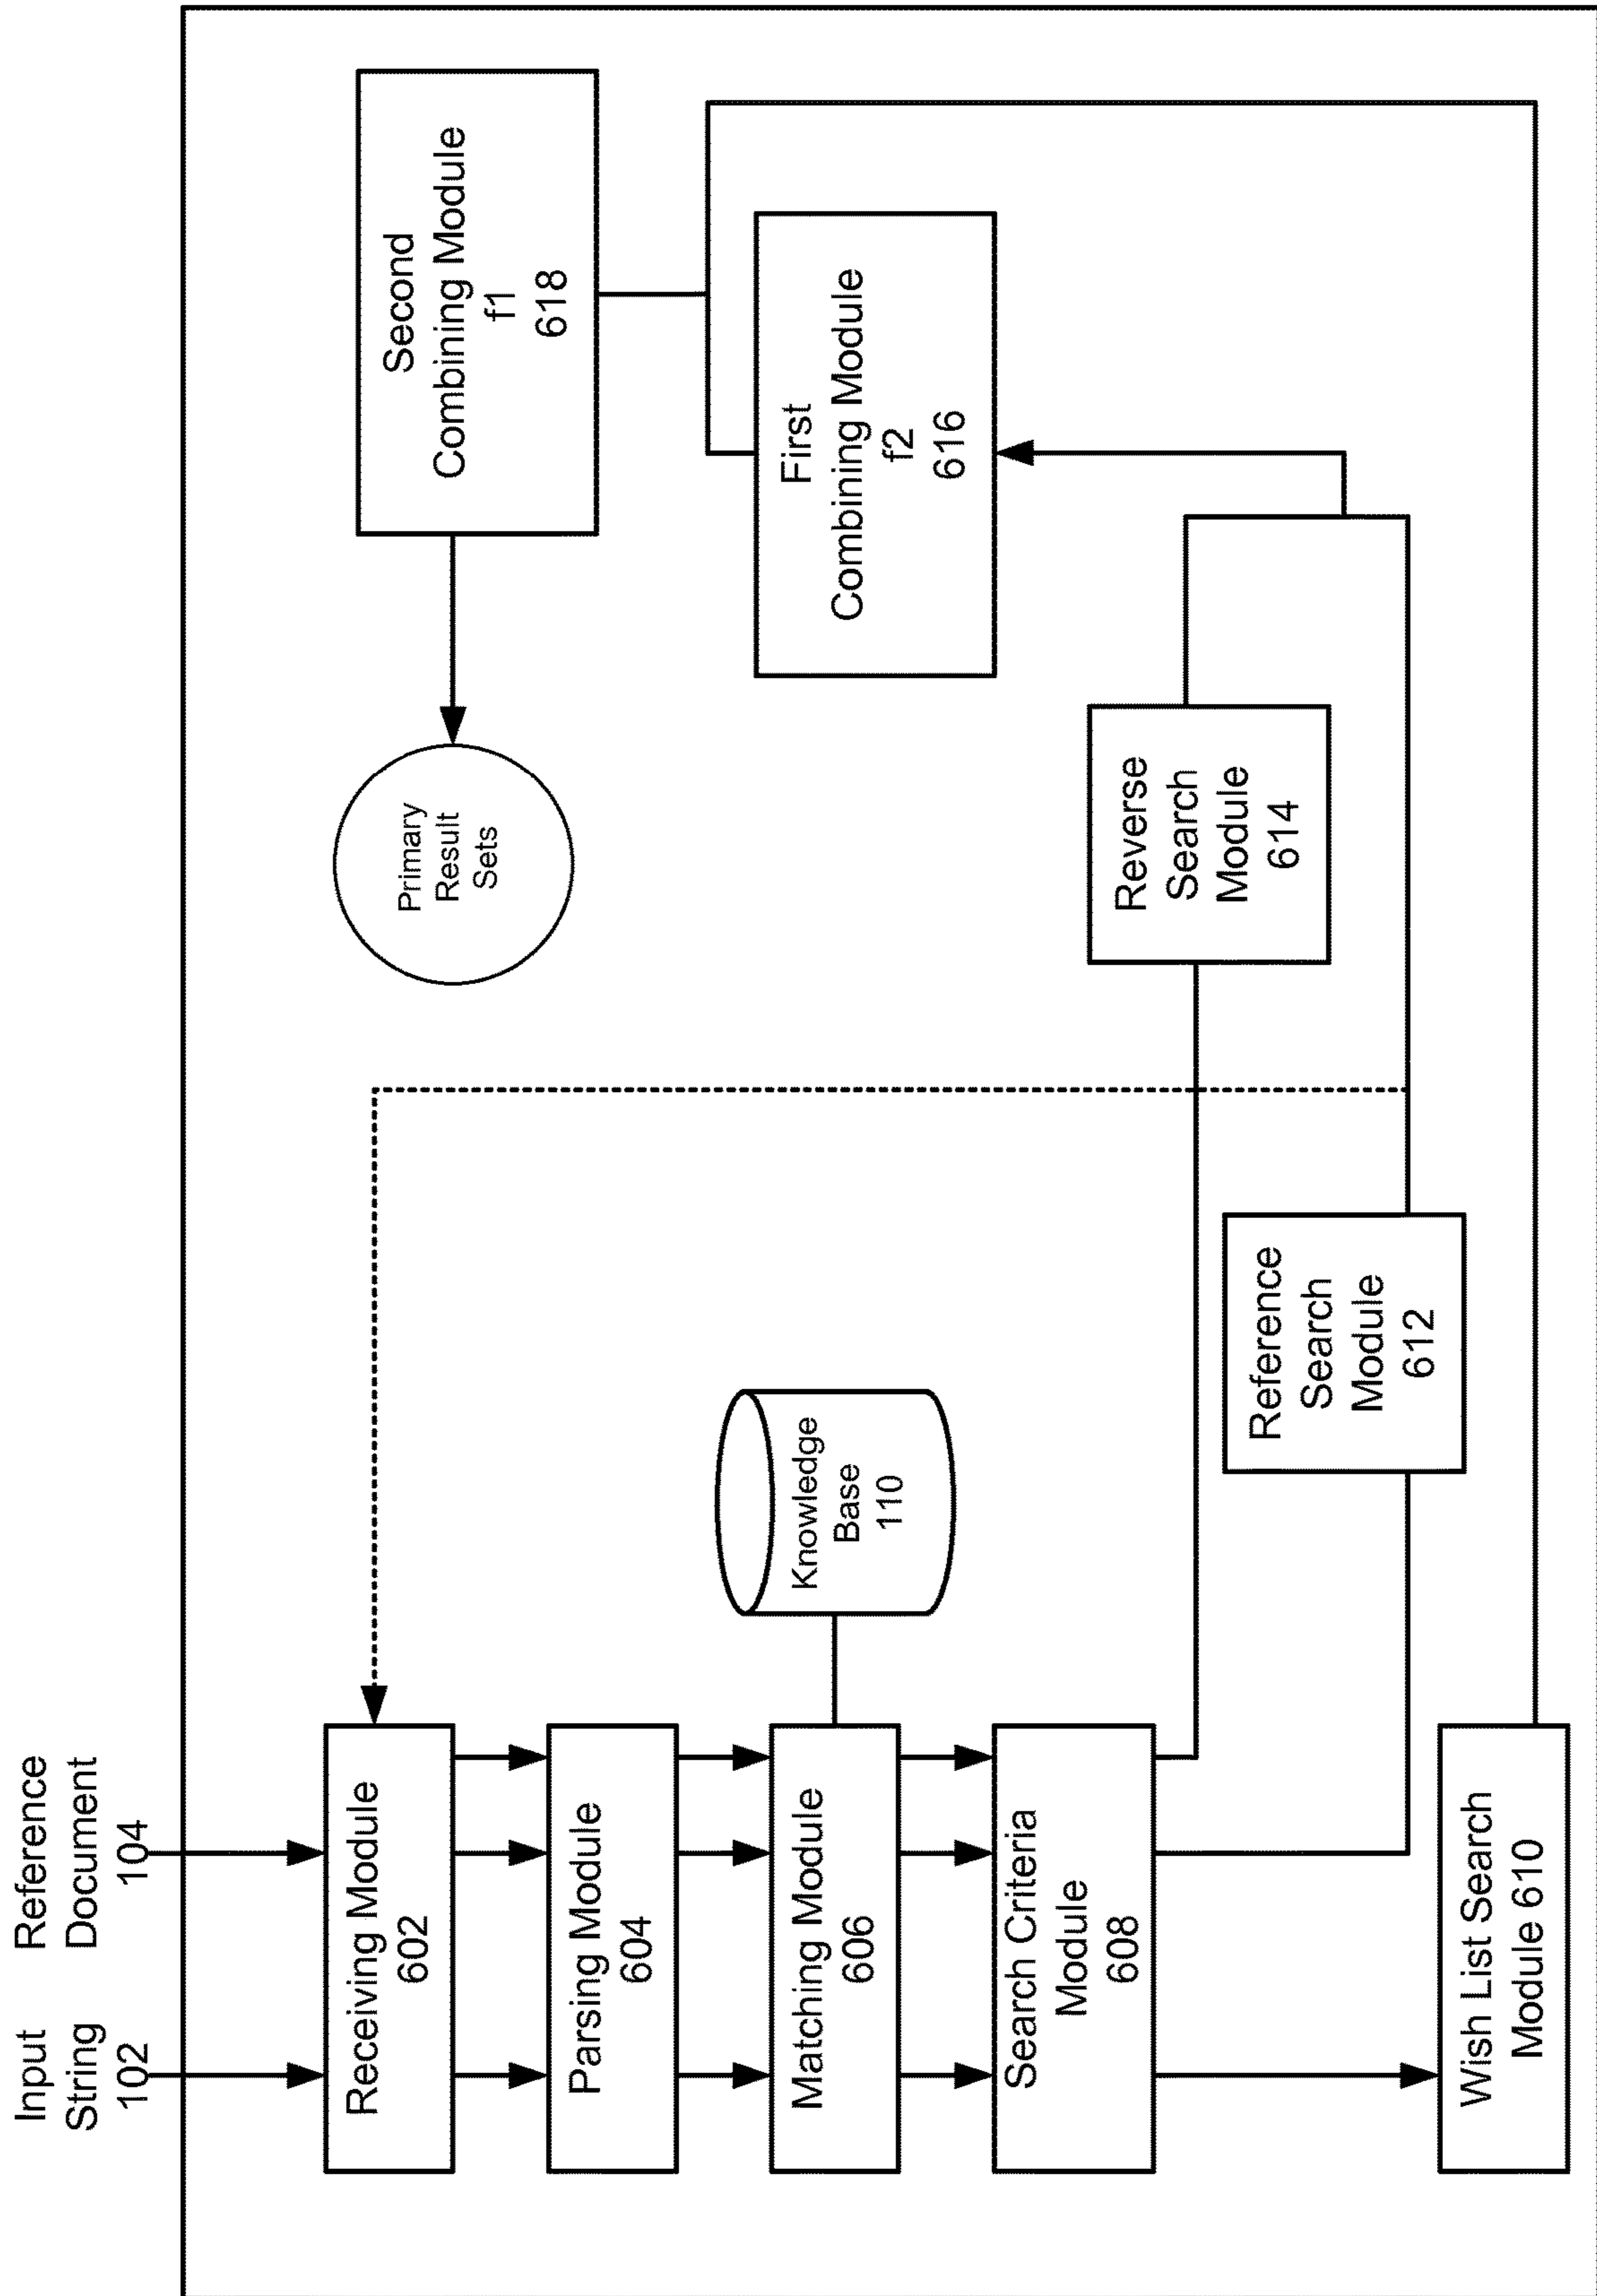 Input
String
102
Reference
Document
104
Receiving Module
602
Parsing Module
604
Matching Module
606
Knowledge
Base
110
Search Criteria
Module
608
Wish List Search
Module 610
Reference
Search
Module
612
Reverse
Search
Module
614
First
Combining Module
f2
616
Second
Combining Module
f1
618
Primary
Result
Sets